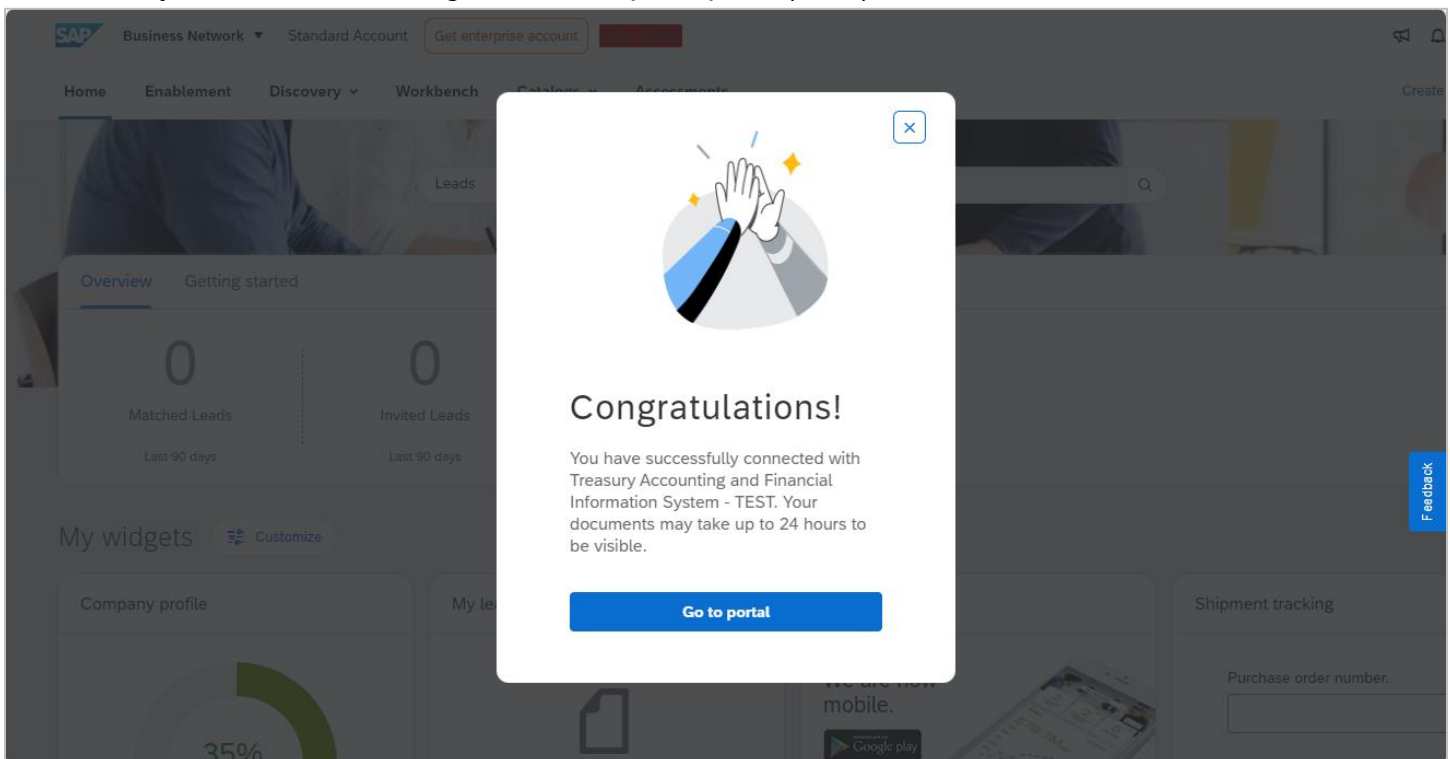 SAP Business Network Standard Account Get enterprise account
Home Enablement Discovery Workbench Catalogs Assessments Create
Leads
Overview Getting started
0 0
Matched Leads Invited Leads
Last 90 days Last 90 days
Congratulations!
You have successfully connected with
Treasury Accounting and Financial
Information System - TEST. Your
documents may take up to 24 hours to
be visible.
Go to portal
Feedback
My widgets Customize
Company profile My Shipment tracking
We are now
mobile.
Purchase order number.
Google play
35%